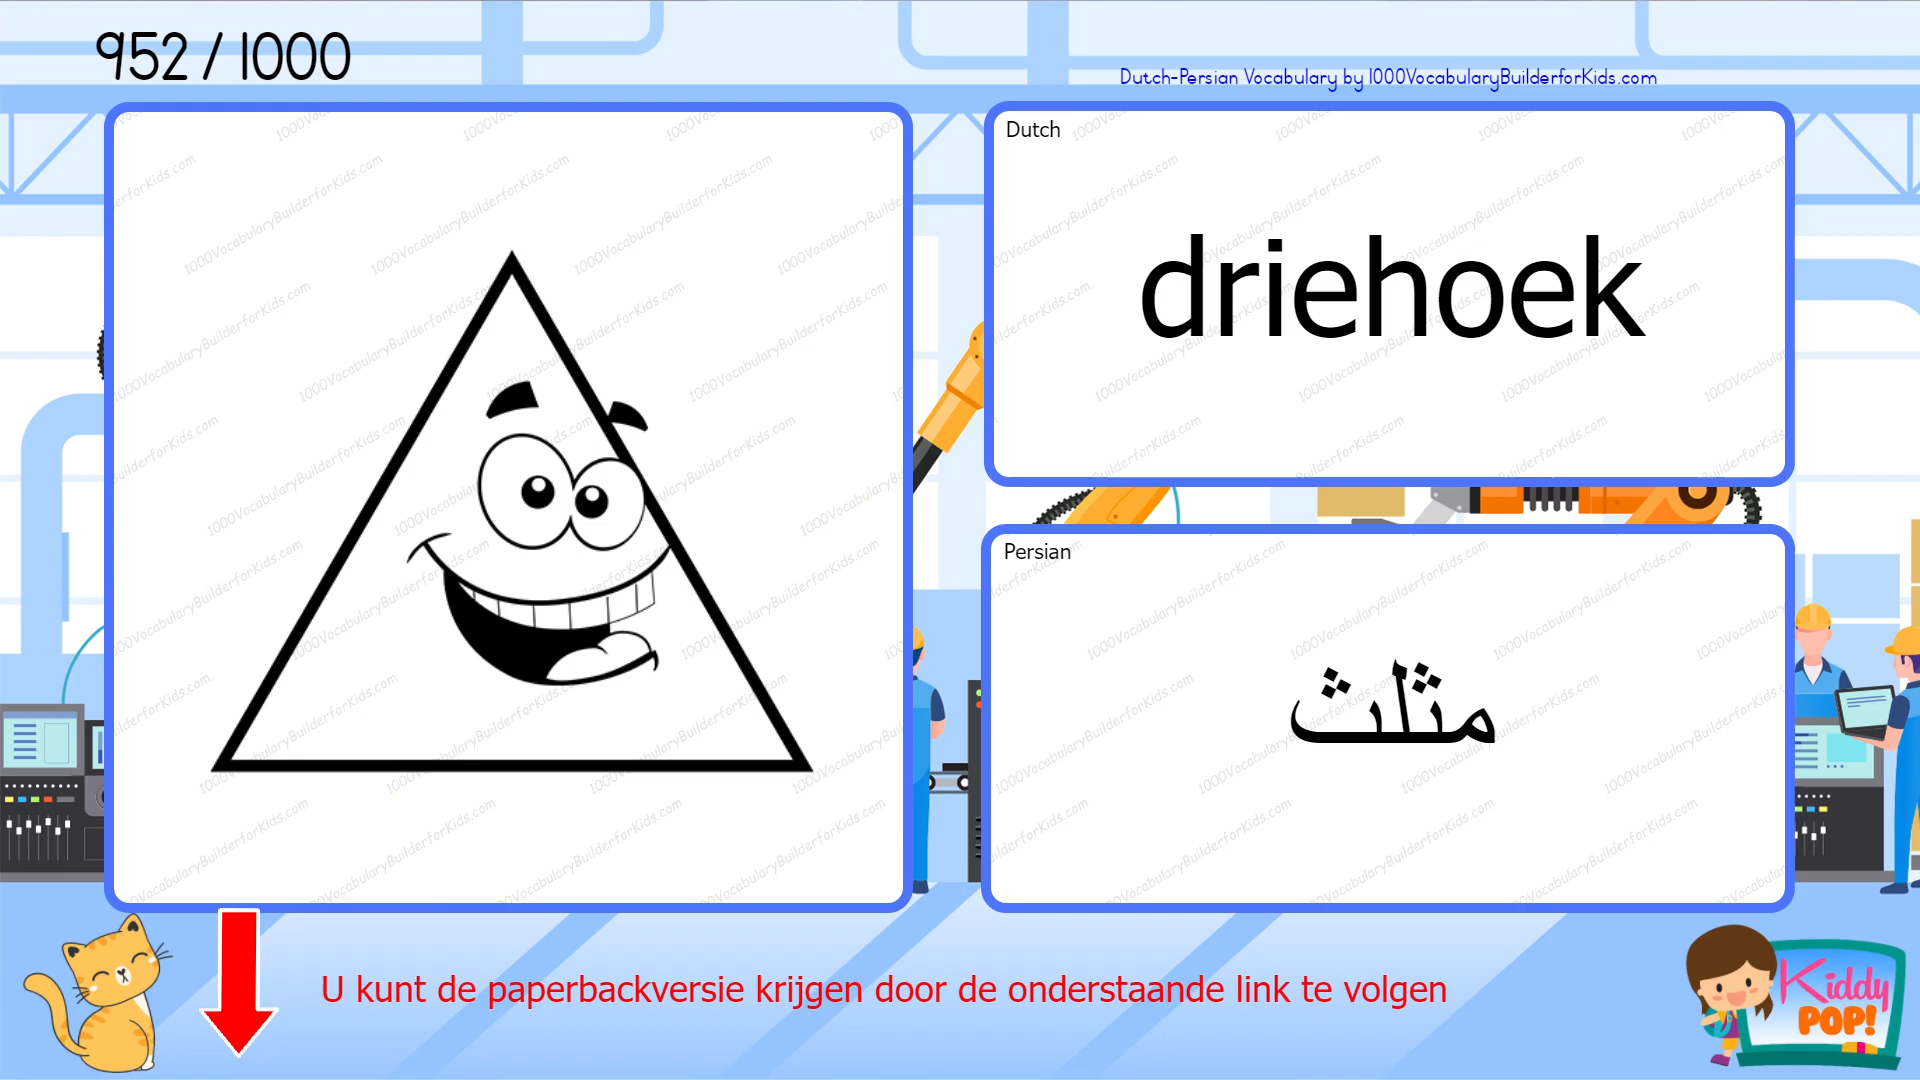 952 / 1000
Dutch-Persian Vocabulary by 1000VocabularyBuilderforKids.com
Dutch
driehoek
Persian
مثلث
U kunt de paperbackversie krijgen door de onderstaande link te volgen
Kiddy
POP!